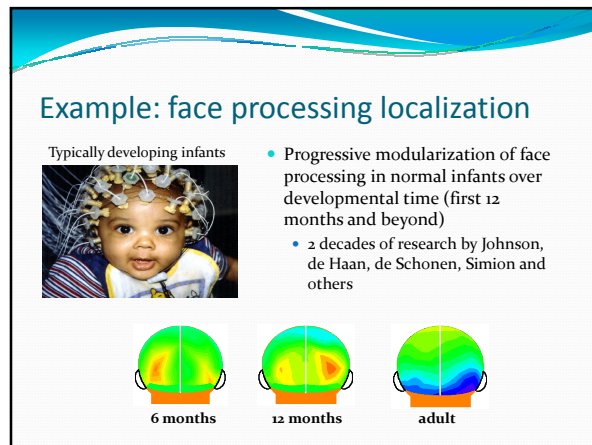 Example: face processing localization
Typically developing infants
• Progressive modularization of face
processing in normal infants over
developmental time (first 12
months and beyond)
• 2 decades of research by Johnson,
de Haan, de Schonen, Simion and
others
6 months
12 months
adult